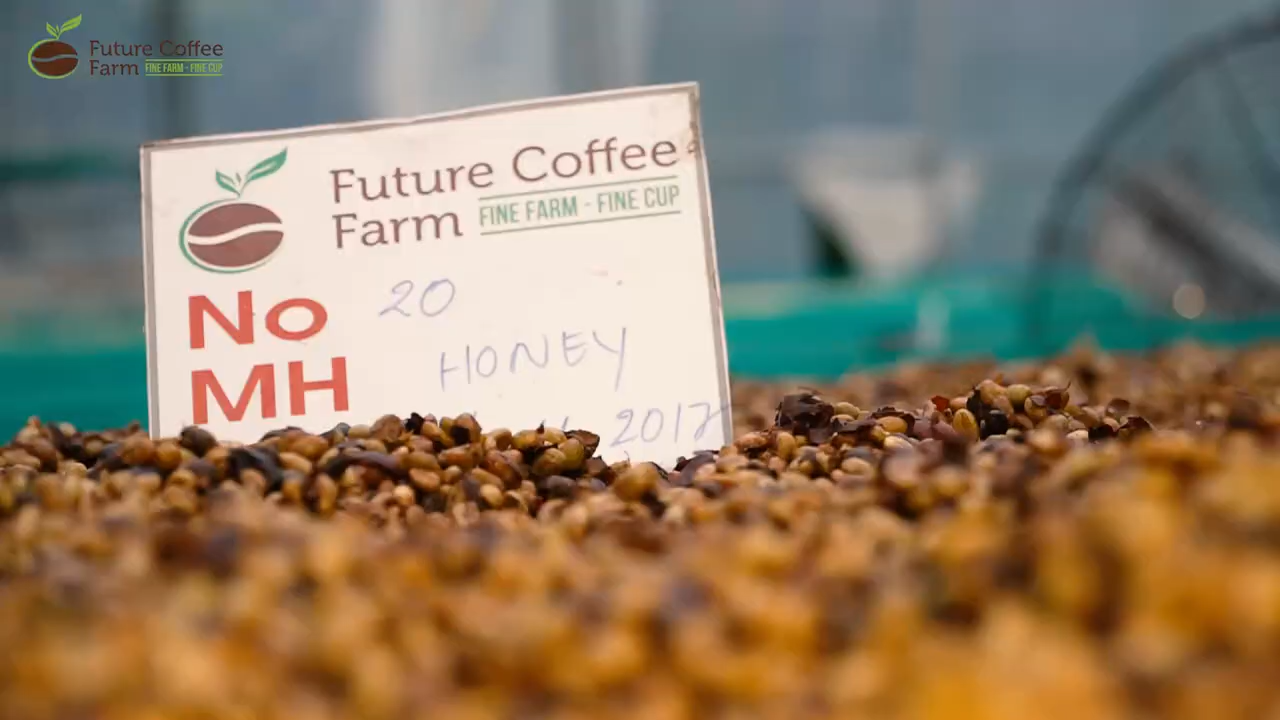 Future Coffee
Farm FINE FARM - FINE CUP
Future Coffee
Farm FINE FARM - FINE CUP
No 20
MH HONEY
2017